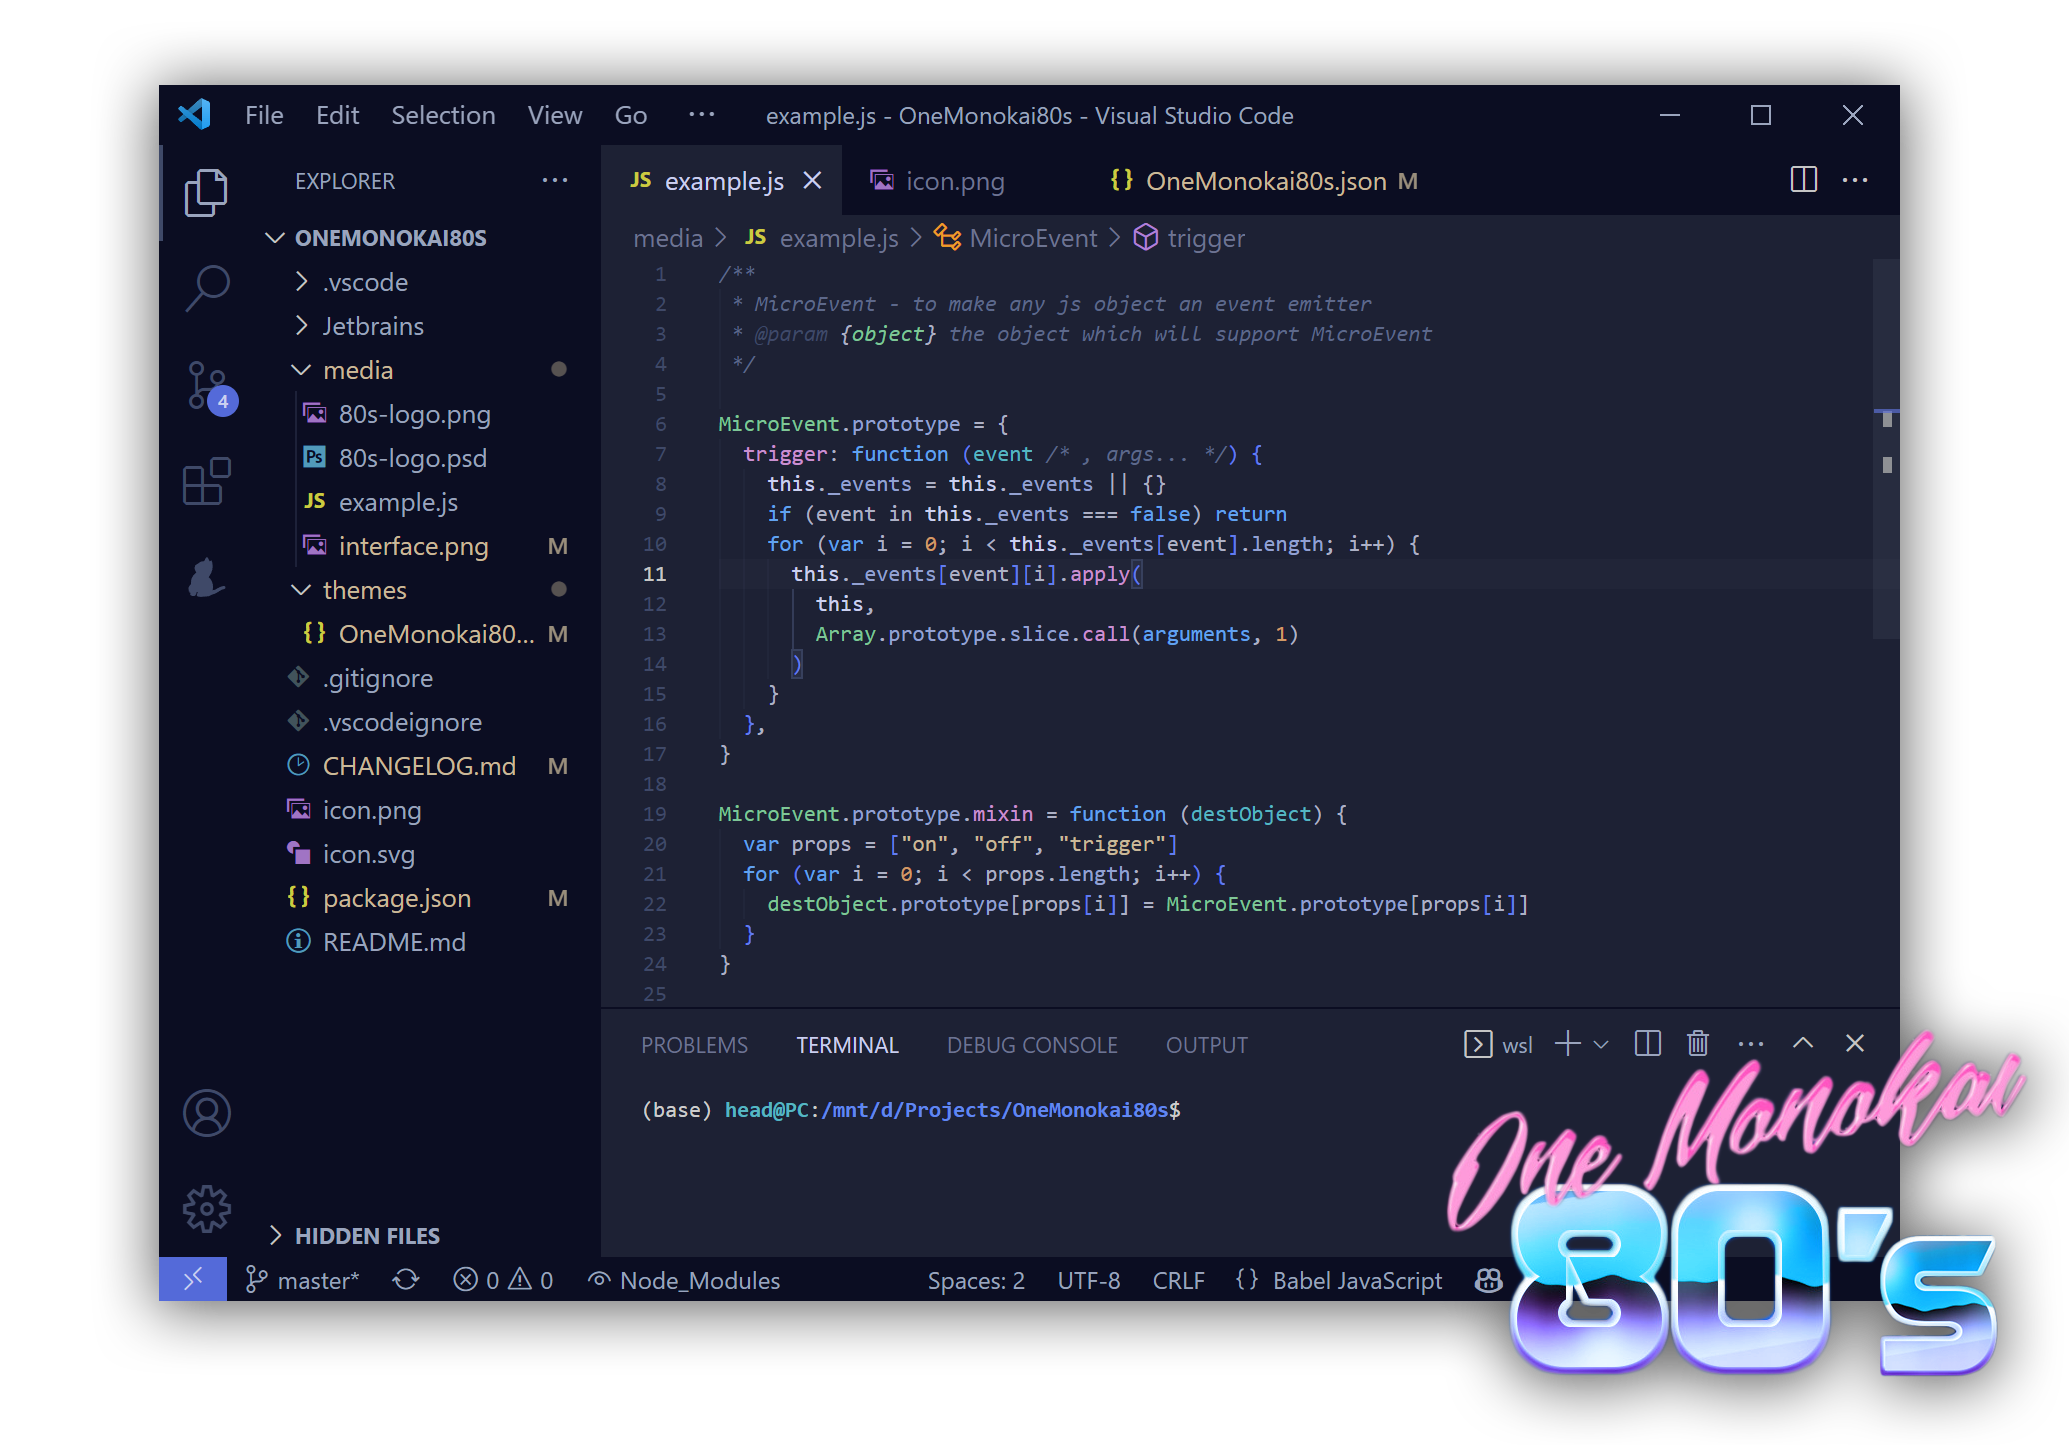 File Edit Selection View Go ··· example.js - OneMonokai80s - Visual Studio Code
EXPLORER ···
ONEMONOKAI80S
.vscode
Jetbrains
media
80s-logo.png
Ps 80s-logo.psd
JS example.js
interface.png M
themes
{} OneMonokai80... M
.gitignore
.vscodeignore
CHANGELOG.md M
icon.png
icon.svg
{} package.json M
README.md
HIDDEN FILES
4
JS example.js icon.png {} OneMonokai80s.json M
media > JS example.js > MicroEvent > trigger
1 /**
2  * MicroEvent - to make any js object an event emitter
3  * @param {object} the object which will support MicroEvent
4  */
5
6 MicroEvent.prototype = {
7   trigger: function (event /* , args... */) {
8     this._events = this._events || {}
9     if (event in this._events === false) return
10     for (var i = 0; i < this._events[event].length; i++) {
11       this._events[event][i].apply(
12         this,
13         Array.prototype.slice.call(arguments, 1)
14       )
15     }
16   },
17 }
18
19 MicroEvent.prototype.mixin = function (destObject) {
20   var props = ["on", "off", "trigger"]
21   for (var i = 0; i < props.length; i++) {
22     destObject.prototype[props[i]] = MicroEvent.prototype[props[i]]
23   }
24 }
25
PROBLEMS TERMINAL DEBUG CONSOLE OUTPUT wsl
(base) head@PC:/mnt/d/Projects/OneMonokai80s$
master* 0 0 Node_Modules Spaces: 2 UTF-8 CRLF {} Babel JavaScript
One Monokai
80's